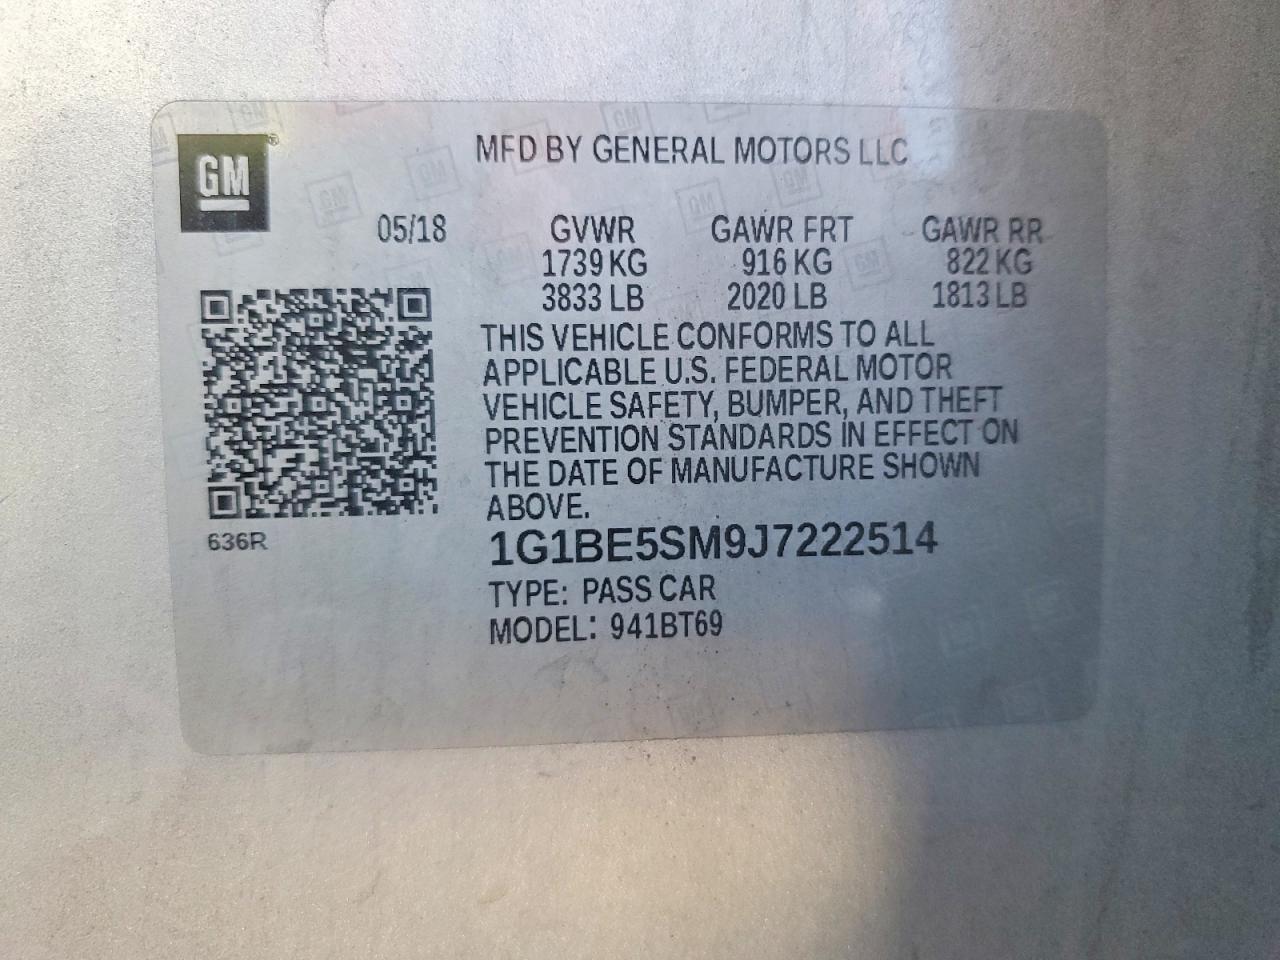 GM
MFD BY GENERAL MOTORS LLC
05/18 GVWR GAWR FRT GAWR RR
1739 KG 916 KG 822 KG
3833 LB 2020 LB 1813 LB
THIS VEHICLE CONFORMS TO ALL
APPLICABLE U.S. FEDERAL MOTOR
VEHICLE SAFETY, BUMPER, AND THEFT
PREVENTION STANDARDS IN EFFECT ON
THE DATE OF MANUFACTURE SHOWN
ABOVE.
636R
1G1BE5SM9J7222514
TYPE: PASS CAR
MODEL: 941BT69